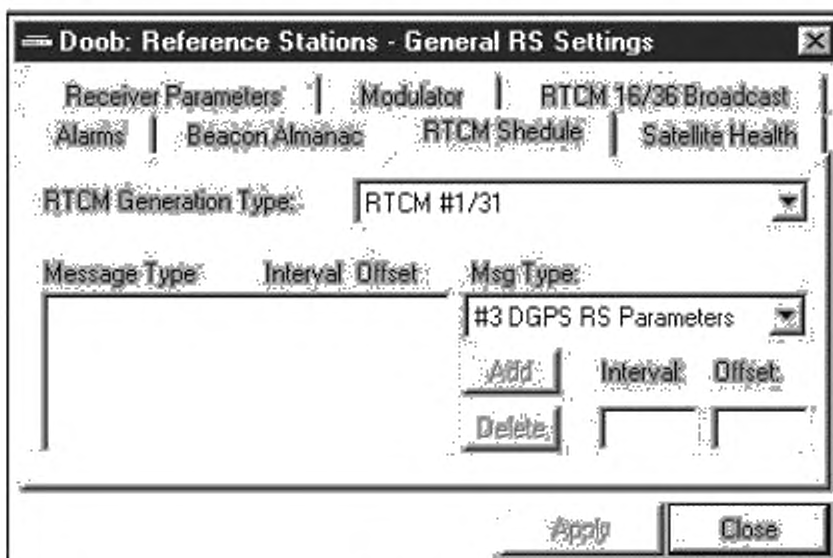 Doob: Reference Stations - General RS Settings
Receiver Parameters Modulator RTCM 16/36 Broadcast
Alarms Beacon Almanac RTCM Shedule Satellite Health
RTCM Generation Type: RTCM #1/31
Message Type Interval Offset Msg Type:
#3 DGPS RS Parameters
Add Interval: Offset:
Delete
Apply Close